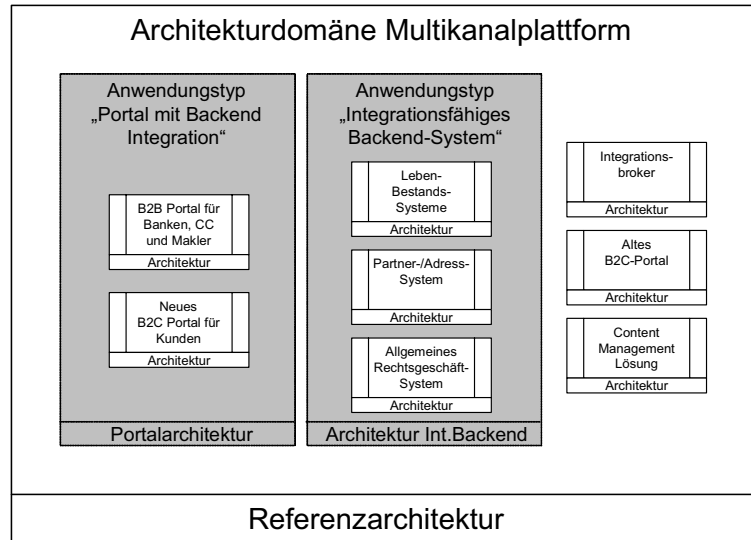 Architekturdomäne Multikanalplattform
Anwendungstyp
„Portal mit Backend
Integration“
B2B Portal für
Banken, CC
und Makler
Architektur
Neues
B2C Portal für
Kunden
Architektur
Portalarchitektur
Anwendungstyp
„Integrationsfähiges
Backend-System“
Leben-
Bestands-
Systeme
Architektur
Partner-/Adress-
System
Architektur
Allgemeines
Rechtsgeschäft-
System
Architektur
Architektur Int.Backend
Integrations-
broker
Architektur
Altes
B2C-Portal
Architektur
Content
Management
Lösung
Architektur
Referenzarchitektur